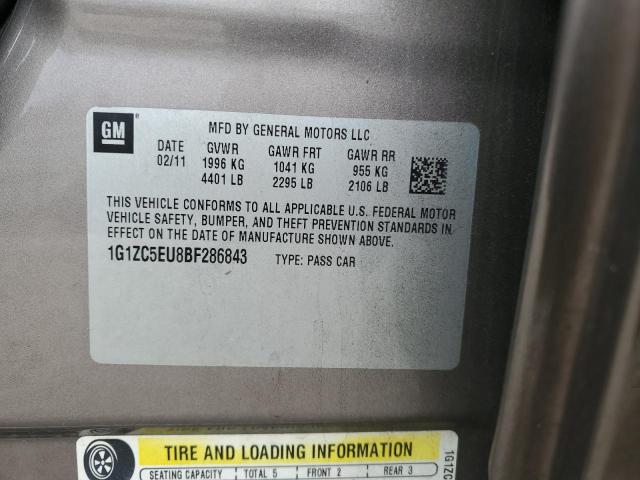 GM
®
MFD BY GENERAL MOTORS LLC
DATE GVWR GAWR FRT GAWR RR
02/11 1996 KG 1041 KG 955 KG
4401 LB 2295 LB 2106 LB
THIS VEHICLE CONFORMS TO ALL APPLICABLE U.S. FEDERAL MOTOR
VEHICLE SAFETY, BUMPER, AND THEFT PREVENTION STANDARDS IN
EFFECT ON THE DATE OF MANUFACTURE SHOWN ABOVE.
1G1ZC5EU8BF286843 TYPE: PASS CAR
TIRE AND LOADING INFORMATION
SEATING CAPACITY TOTAL 5 FRONT 2 REAR 3
1G1ZC